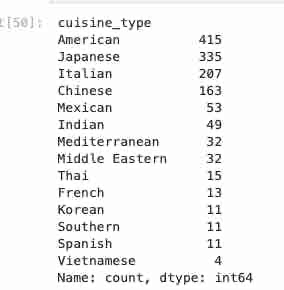 t[50]: cuisine_type
American 415
Japanese 335
Italian 207
Chinese 163
Mexican 53
Indian 49
Mediterranean 32
Middle Eastern 32
Thai 15
French 13
Korean 11
Southern 11
Spanish 11
Vietnamese 4
Name: count, dtype: int64